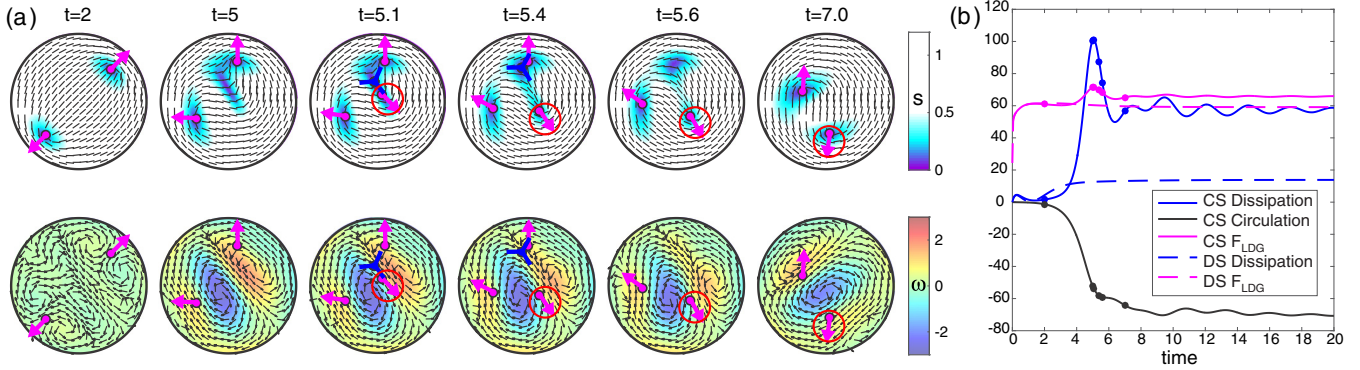 (a)
t=2 t=5 t=5.1 t=5.4 t=5.6 t=7.0
1
S
0.5
0
2
ω
0
-2
(b)
120
100
80
60
40
20
0
-20
-40
-60
-80
0 2 4 6 8 10 12 14 16 18 20
time
CS Dissipation
CS Circulation
CS F_LDG
DS Dissipation
DS F_LDG